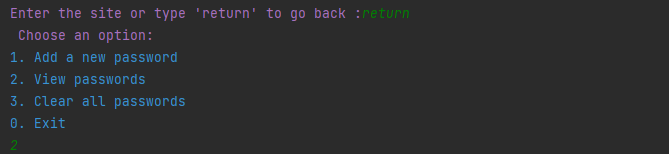 Enter the site or type 'return' to go back :return
Choose an option:
1. Add a new password
2. View passwords
3. Clear all passwords
0. Exit
2